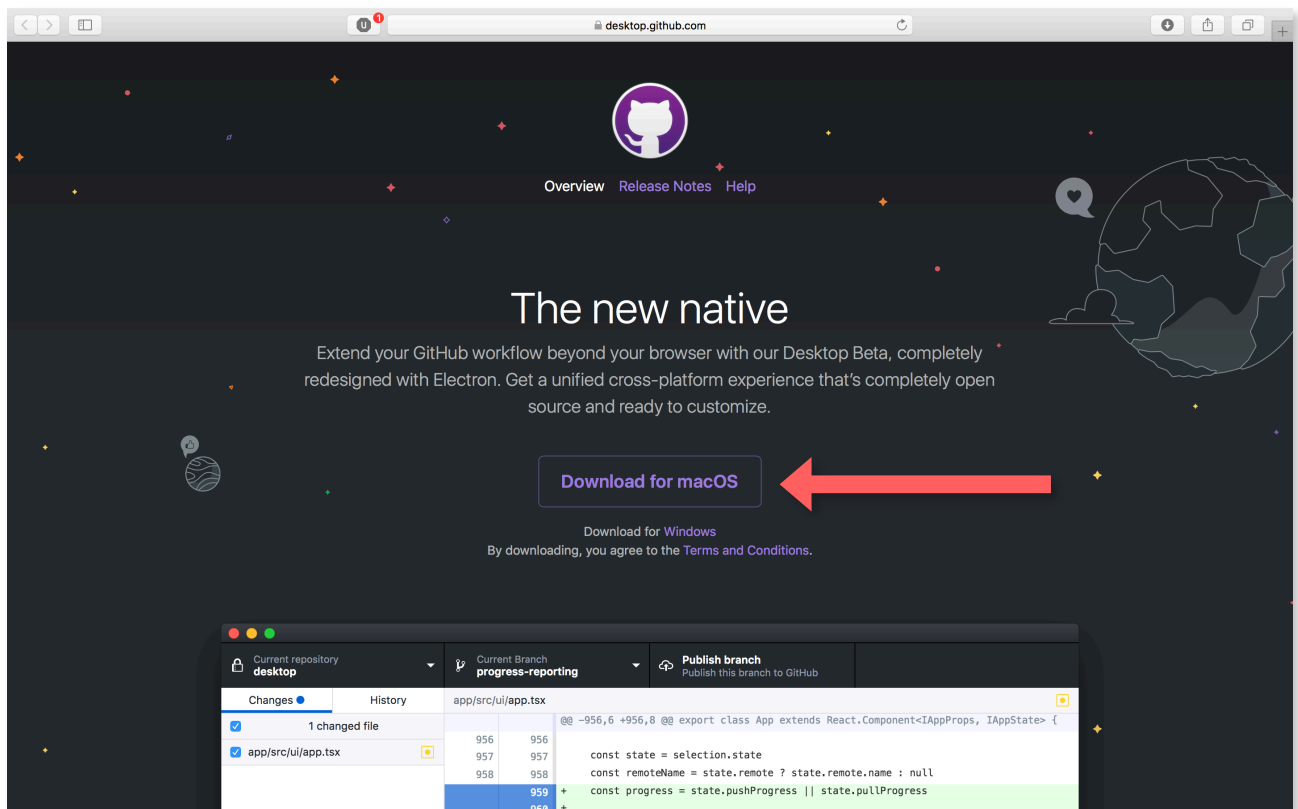 U
1
desktop.github.com
Overview Release Notes Help
The new native
Extend your GitHub workflow beyond your browser with our Desktop Beta, completely
redesigned with Electron. Get a unified cross-platform experience that’s completely open
source and ready to customize.
Download for macOS
Download for Windows
By downloading, you agree to the Terms and Conditions.
Current repository
desktop
Current Branch
progress-reporting
Publish branch
Publish this branch to GitHub
Changes History
app/src/ui/app.tsx
1 changed file
@@ -956,6 +956,8 @@ export class App extends React.Component<IAppProps, IAppState> {
app/src/ui/app.tsx
956 956
957 957 const state = selection.state
958 958 const remoteName = state.remote ? state.remote.name : null
959 + const progress = state.pushProgress || state.pullProgress
960 +